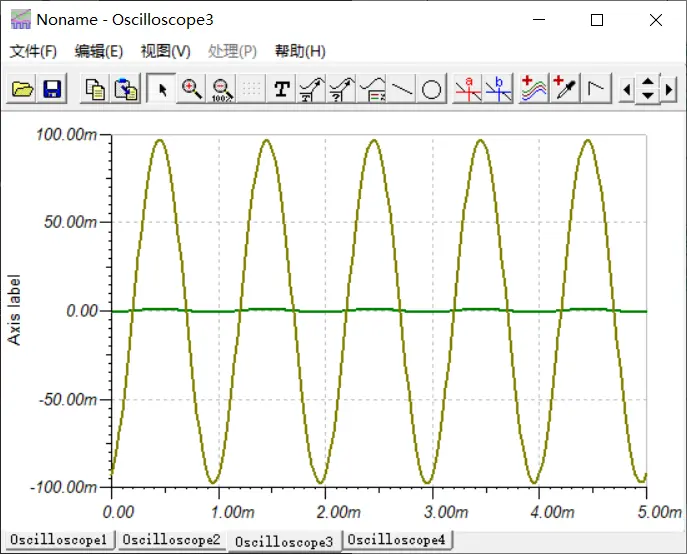 Noname - Oscilloscope3
文件(F) 编辑(E) 视图(V) 处理(P) 帮助(H)
100% T T ? a b
100.00m
50.00m
0.00
-50.00m
-100.00m
Axis label
0.00 1.00m 2.00m 3.00m 4.00m 5.00m
Oscilloscope1 Oscilloscope2 Oscilloscope3 Oscilloscope4